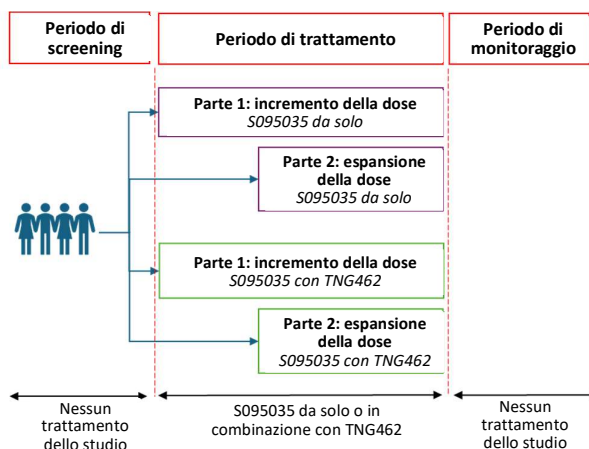 Periodo di
screening
Periodo di trattamento
Periodo di
monitoraggio
Parte 1: incremento della dose
S095035 da solo
Parte 2: espansione
della dose
S095035 da solo
Parte 1: incremento della dose
S095035 con TNG462
Parte 2: espansione
della dose
S095035 con TNG462
Nessun
trattamento
dello studio
S095035 da solo o in
combinazione con TNG462
Nessun
trattamento
dello studio